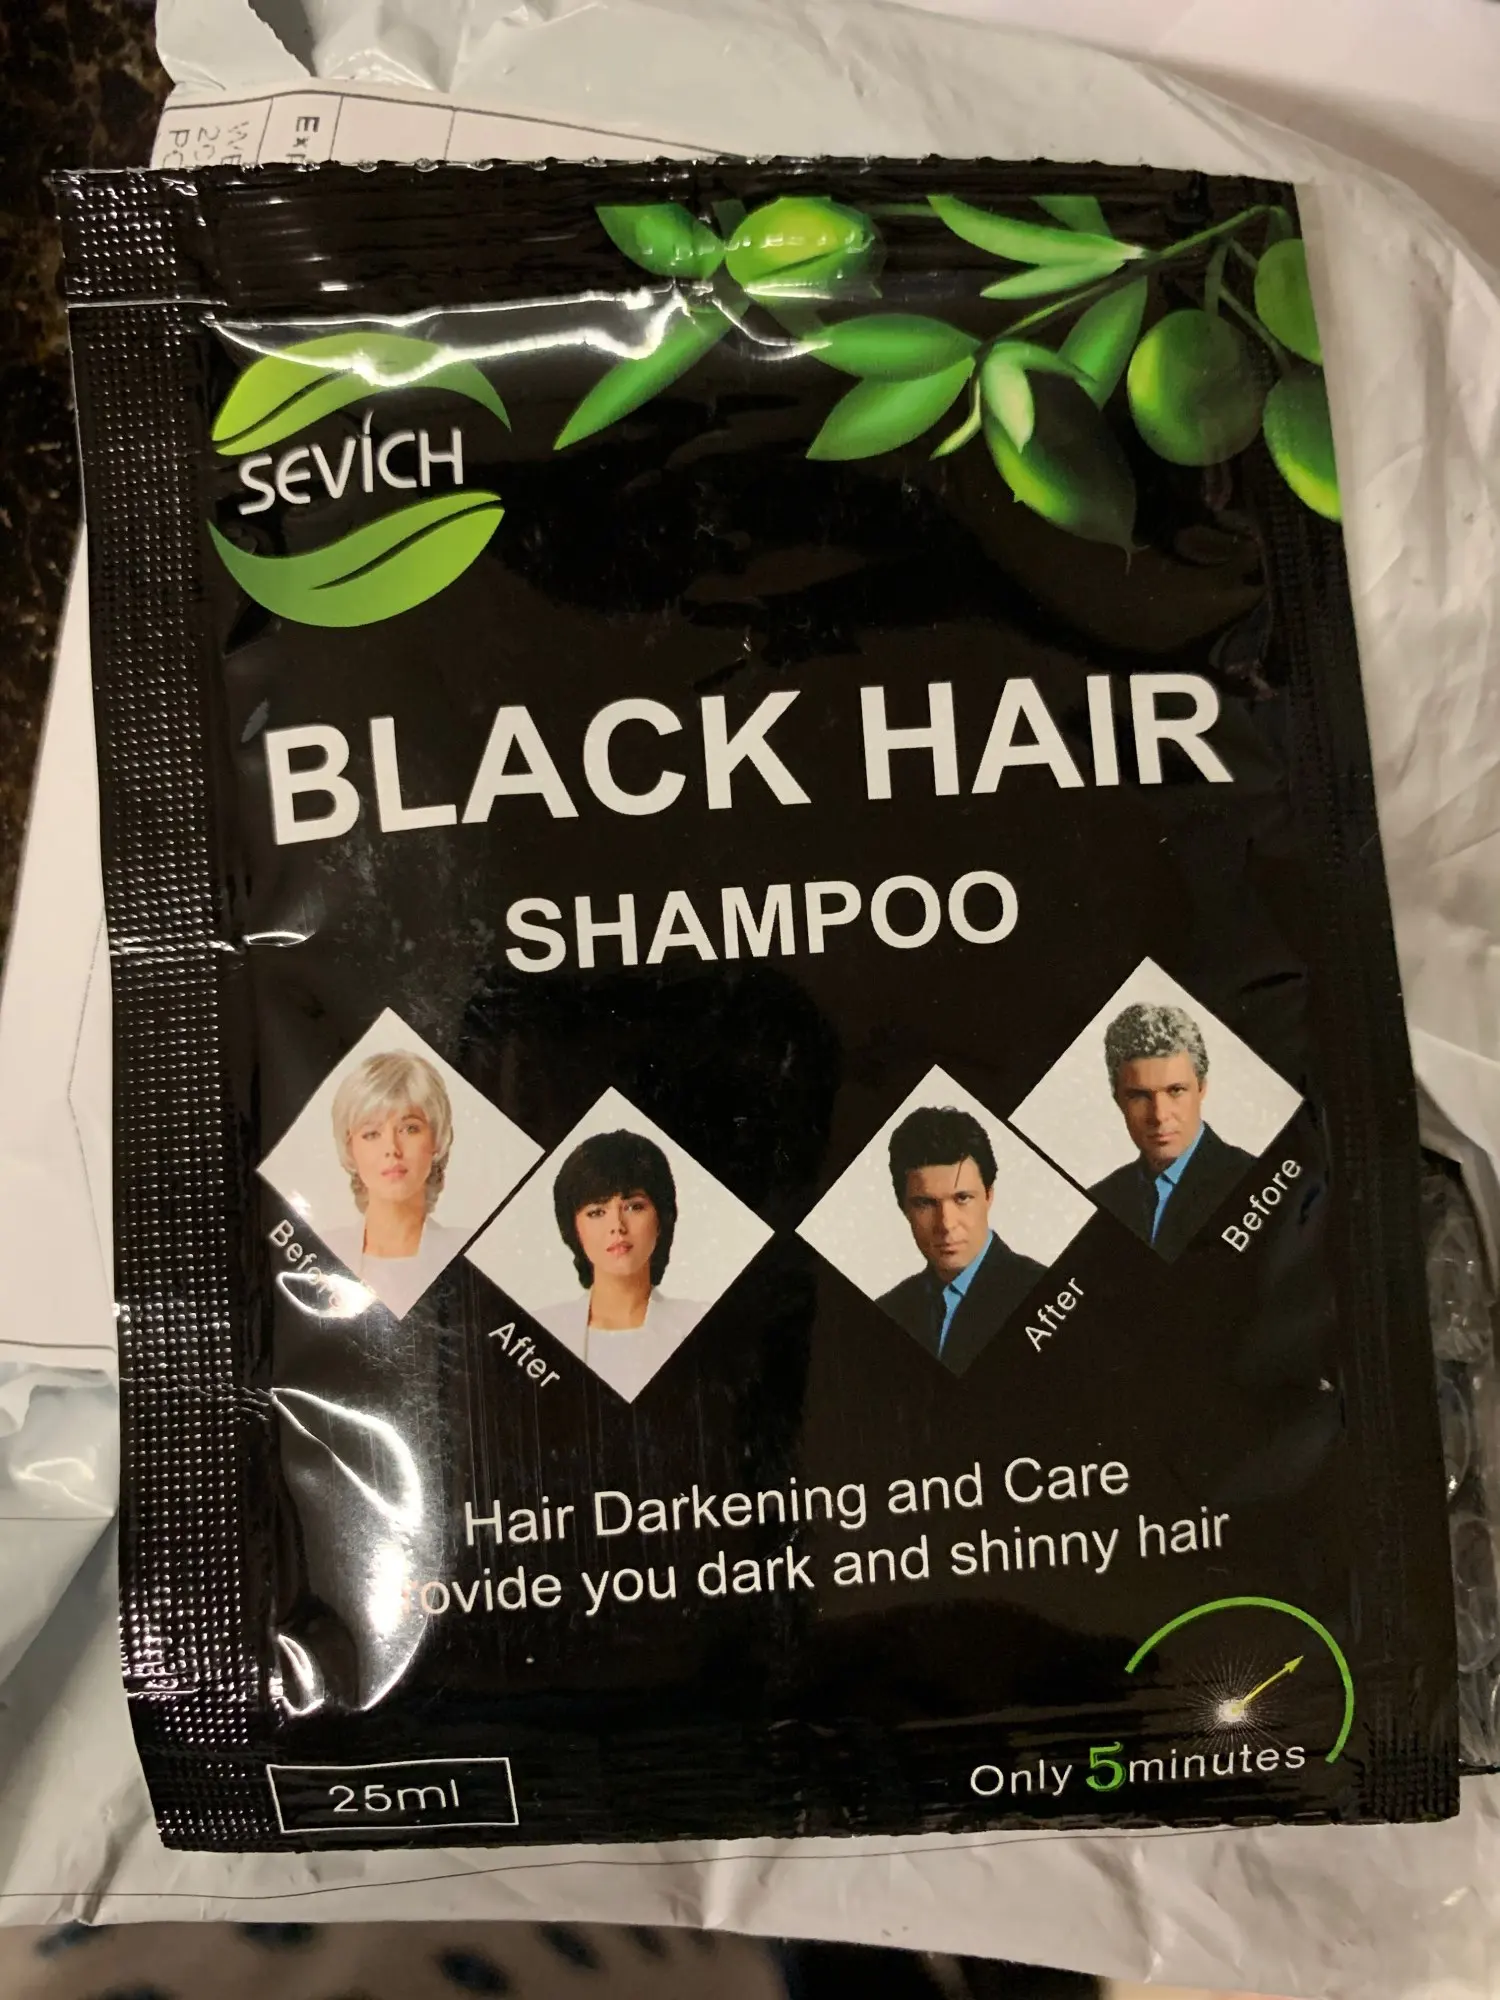 SEVICH
BLACK HAIR
SHAMPOO
Before
After
After
Before
Hair Darkening and Care
you dark and shinny hair
Only 5minutes
25ml